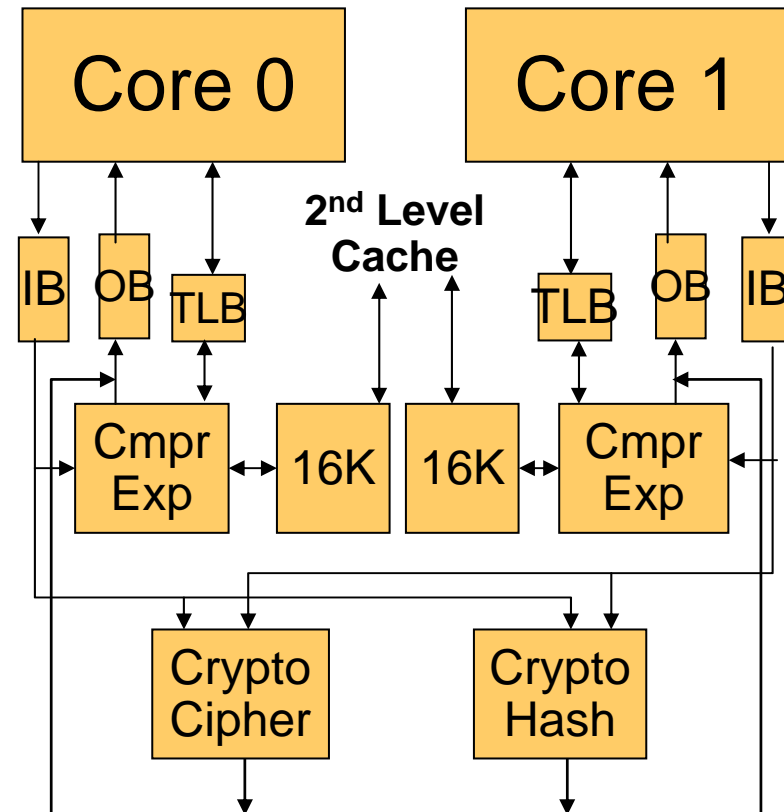 Core 0
Core 1
2nd Level
Cache
IB
OB
TLB
TLB
OB
IB
Cmpr
Exp
16K
16K
Cmpr
Exp
Crypto
Cipher
Crypto
Hash